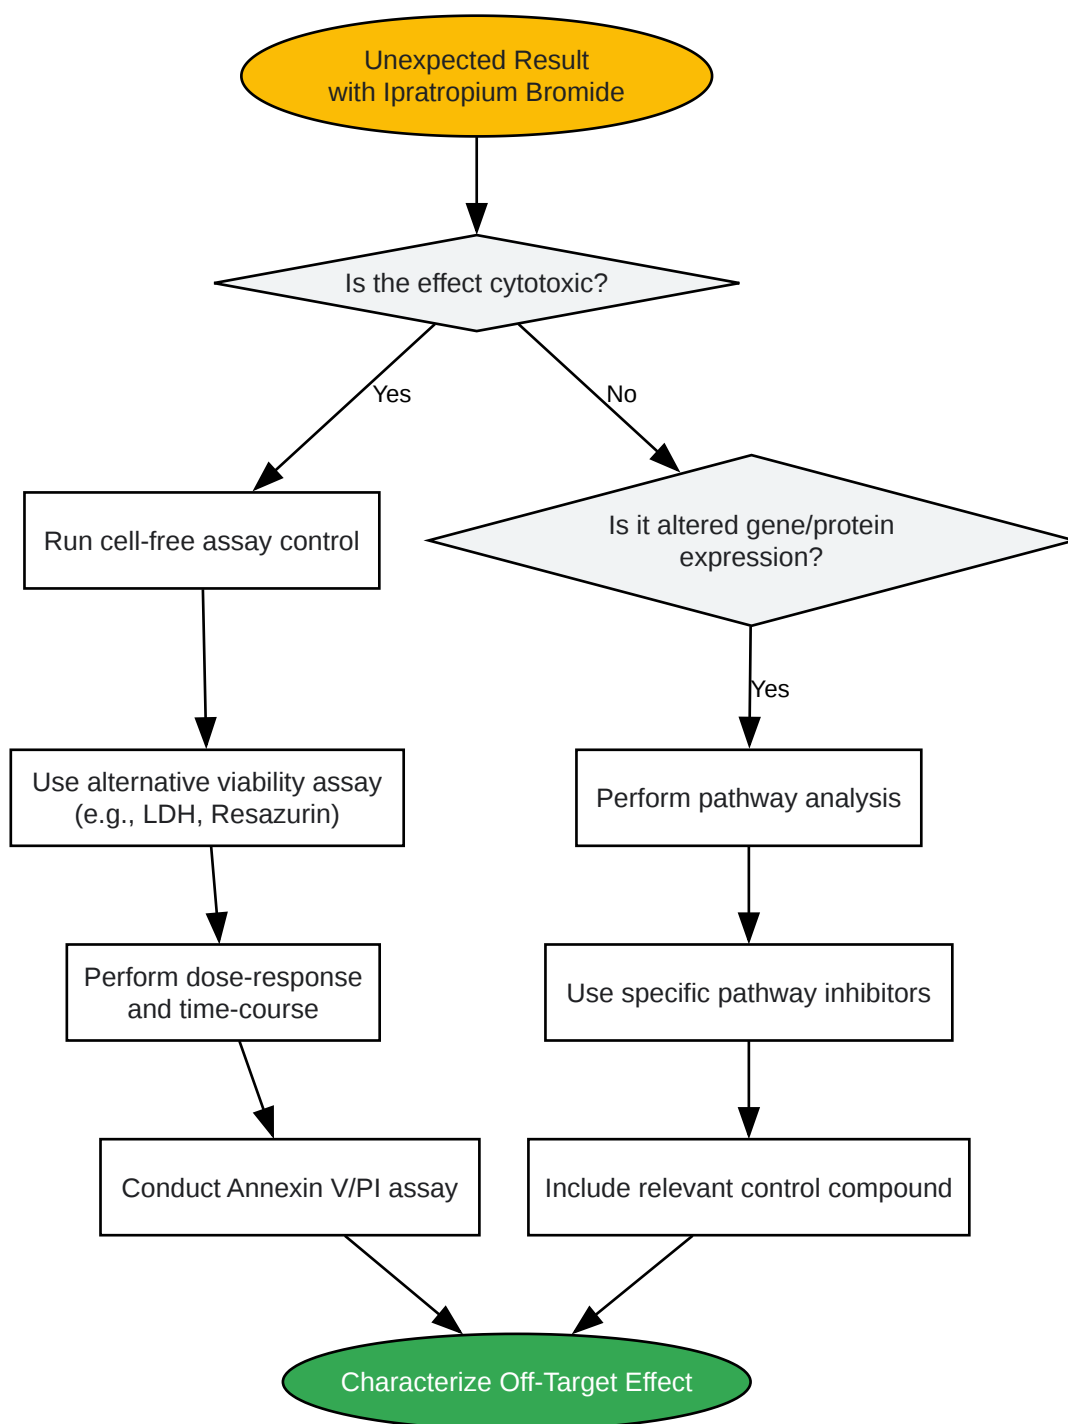 Unexpected Result
with Ipratropium Bromide
Is the effect cytotoxic?
Yes
No
Run cell-free assay control
Is it altered gene/protein
expression?
Yes
Use alternative viability assay
(e.g., LDH, Resazurin)
Perform pathway analysis
Perform dose-response
and time-course
Use specific pathway inhibitors
Conduct Annexin V/PI assay
Include relevant control compound
Characterize Off-Target Effect